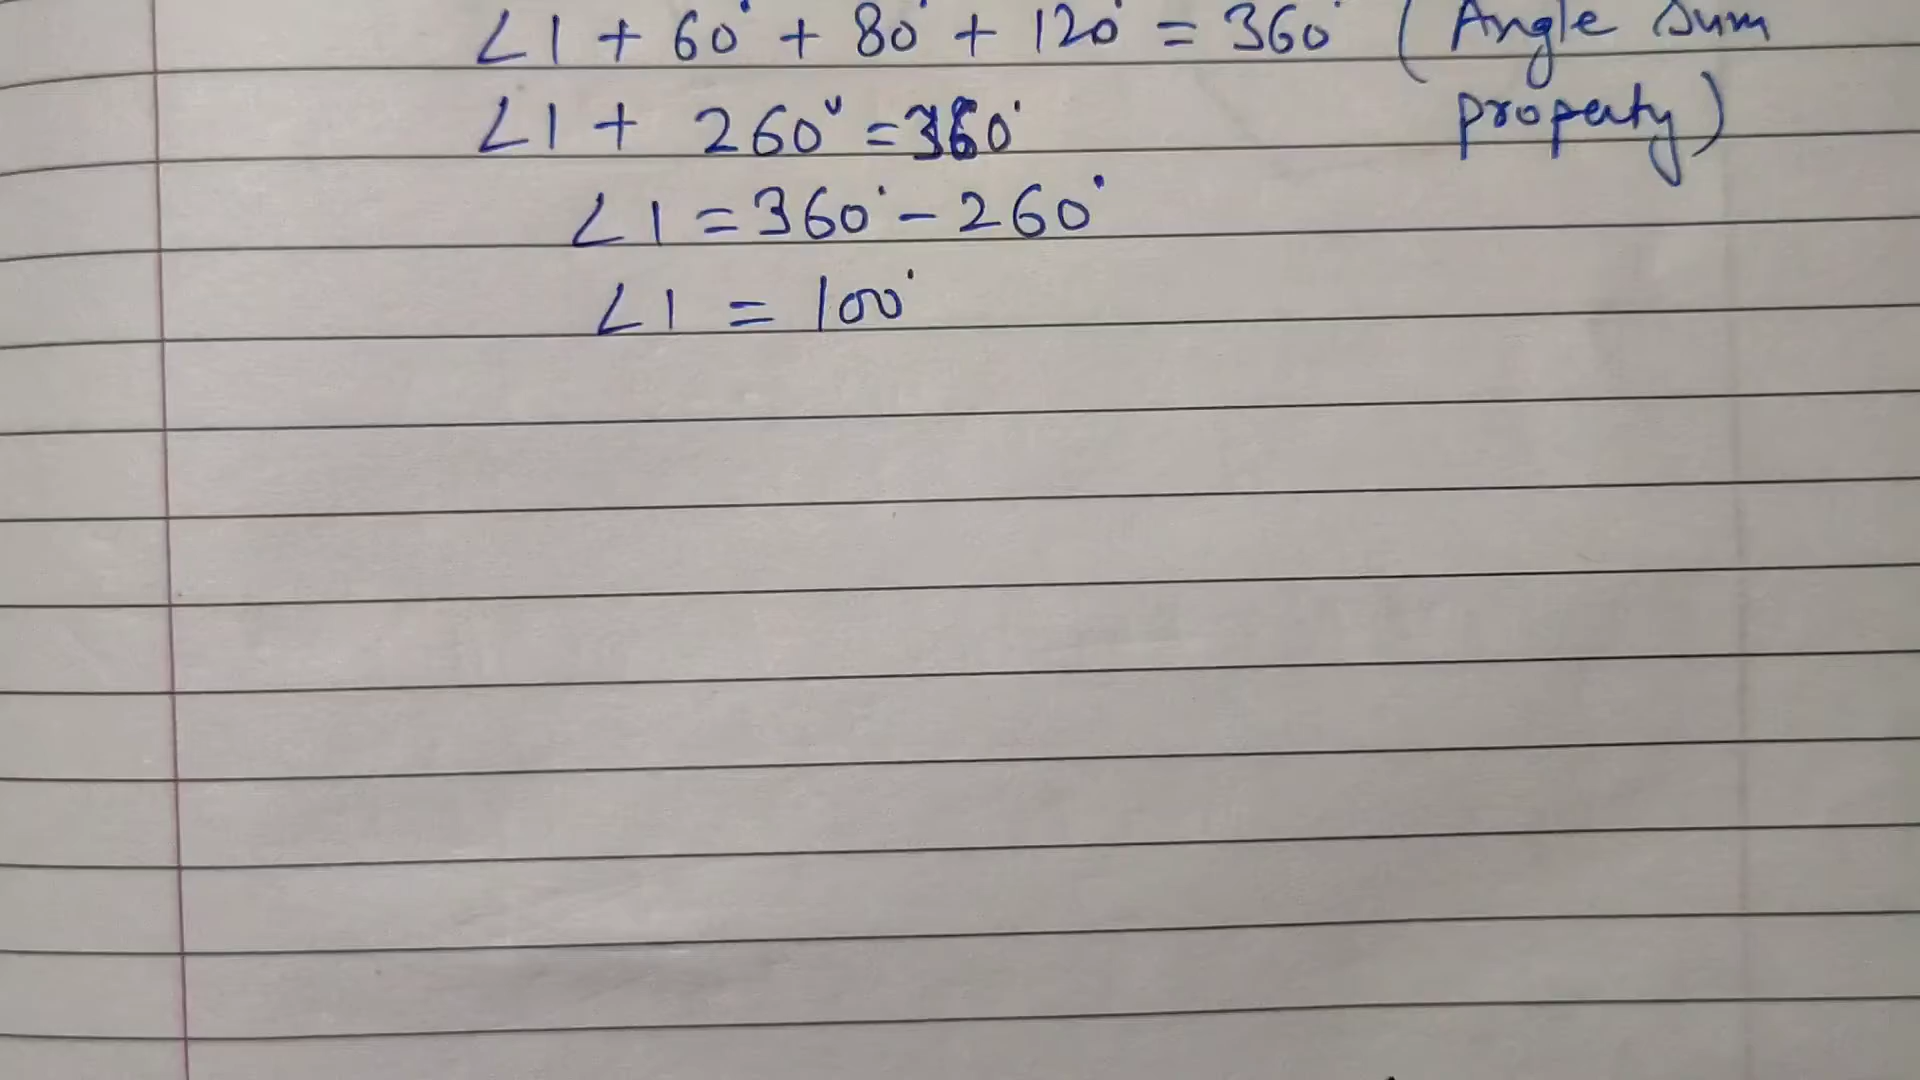 ∠1 + 60° + 80° + 120° = 360° (Angle sum
property)
∠1 + 260° = 360°
∠1 = 360° - 260°
∠1 = 100°